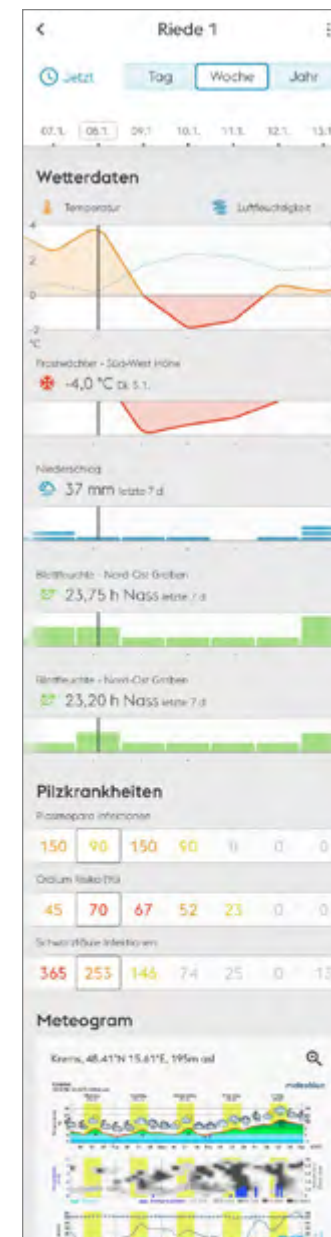 Riede 1
Jetzt Tag Woche Jahr
07.1. 08.1. 09.1 10.1. 11.1. 12.1. 13.1
Wetterdaten
Temperatur Luftfeuchtigkeit
4
2
0
-2
°C
Frostwächter - Süd-West Höhe
-4,0 °C Di. 5.1.
Niederschlag
37 mm letzte 7 d
Blattfeuchte - Nord-Ost Graben
23,75 h Nass letzte 7 d
Blattfeuchte - Nord-Ost Graben
23,20 h Nass letzte 7 d
Pilzkrankheiten
Plasmopara Infektionen
150 90 150 90 0 0 0
Oidium Risiko (%)
45 70 67 52 23 0 0
Schwarzfäule Infektionen
365 253 146 74 25 0 13
Meteogram
Krems, 48.41°N 15.61°E, 195m asl
meteoblue